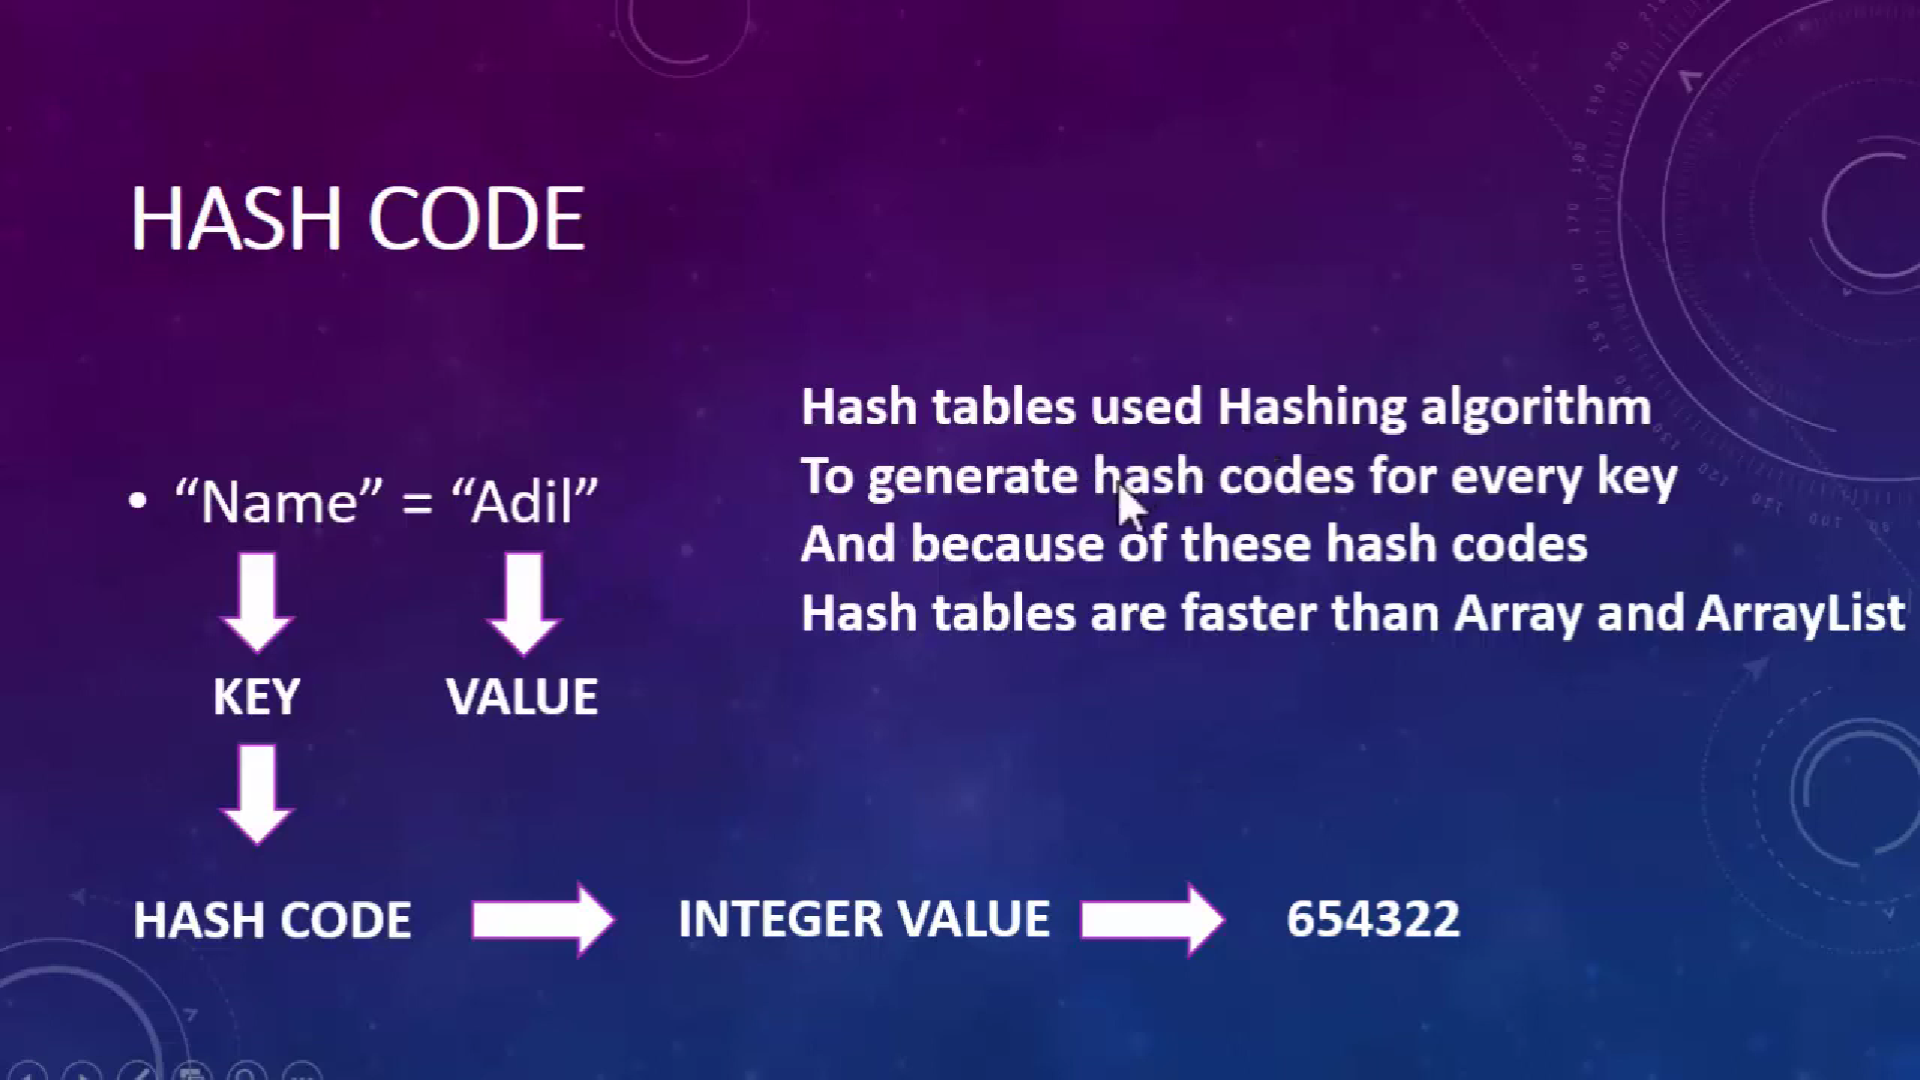 HASH CODE
• “Name” = “Adil”
KEY VALUE
Hash tables used Hashing algorithm
To generate hash codes for every key
And because of these hash codes
Hash tables are faster than Array and ArrayList
HASH CODE INTEGER VALUE 654322